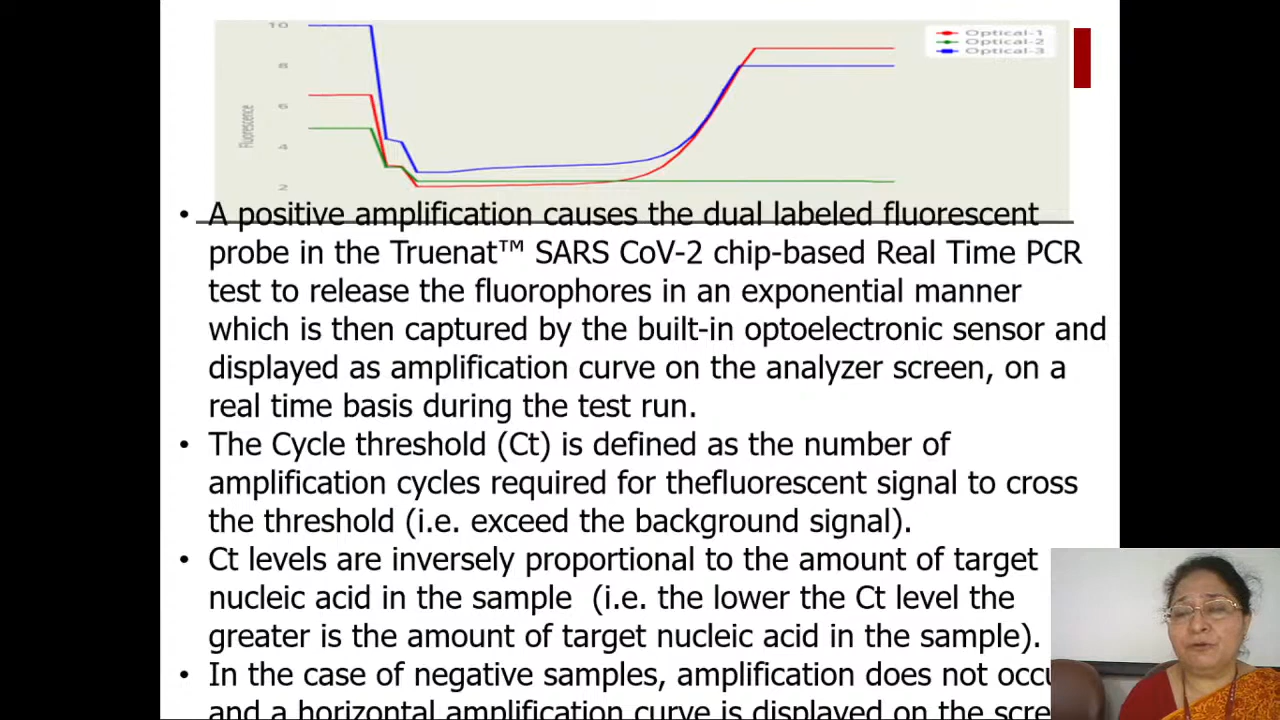 10
Optical-1
Optical-2
Optical-3
8
6
Fluorescence
4
2
• A positive amplification causes the dual labeled fluorescent
probe in the Truenat™ SARS CoV-2 chip-based Real Time PCR
test to release the fluorophores in an exponential manner
which is then captured by the built-in optoelectronic sensor and
displayed as amplification curve on the analyzer screen, on a
real time basis during the test run.
• The Cycle threshold (Ct) is defined as the number of
amplification cycles required for thefluorescent signal to cross
the threshold (i.e. exceed the background signal).
• Ct levels are inversely proportional to the amount of target
nucleic acid in the sample (i.e. the lower the Ct level the
greater is the amount of target nucleic acid in the sample).
• In the case of negative samples, amplification does not occu
and a horizontal amplification curve is displayed on the scre